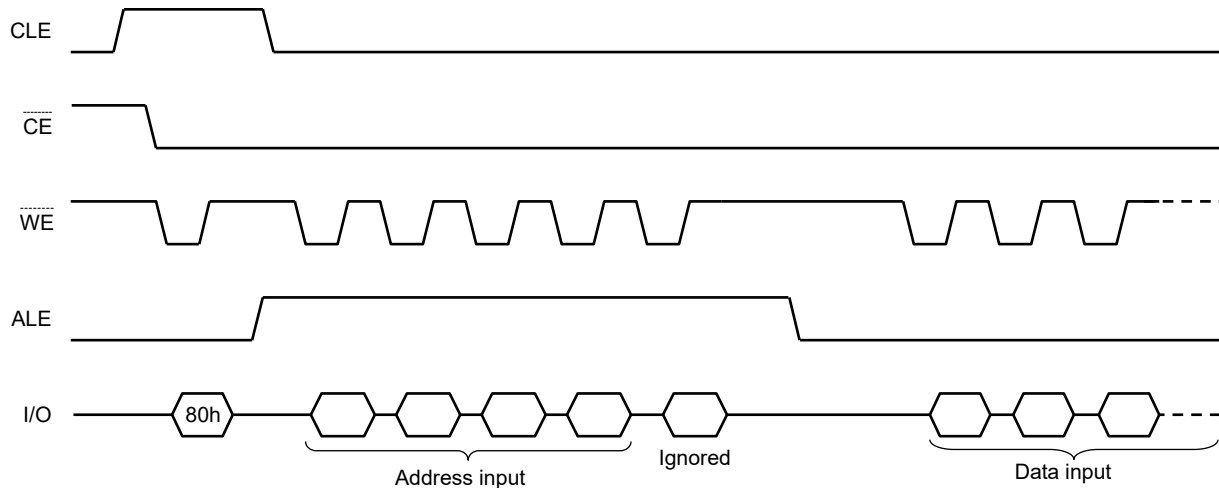 CLE
CE
WE
ALE
I/O
80h
Address input
Ignored
Data input